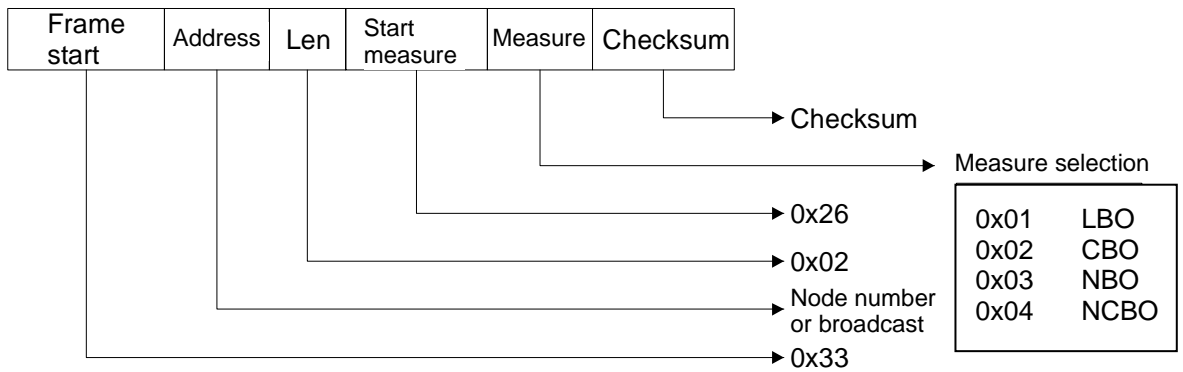 Frame start
Address
Len
Start measure
Measure
Checksum
Checksum
Measure selection
0x26
0x01 LBO
0x02 CBO
0x03 NBO
0x04 NCBO
0x02
Node number
or broadcast
0x33